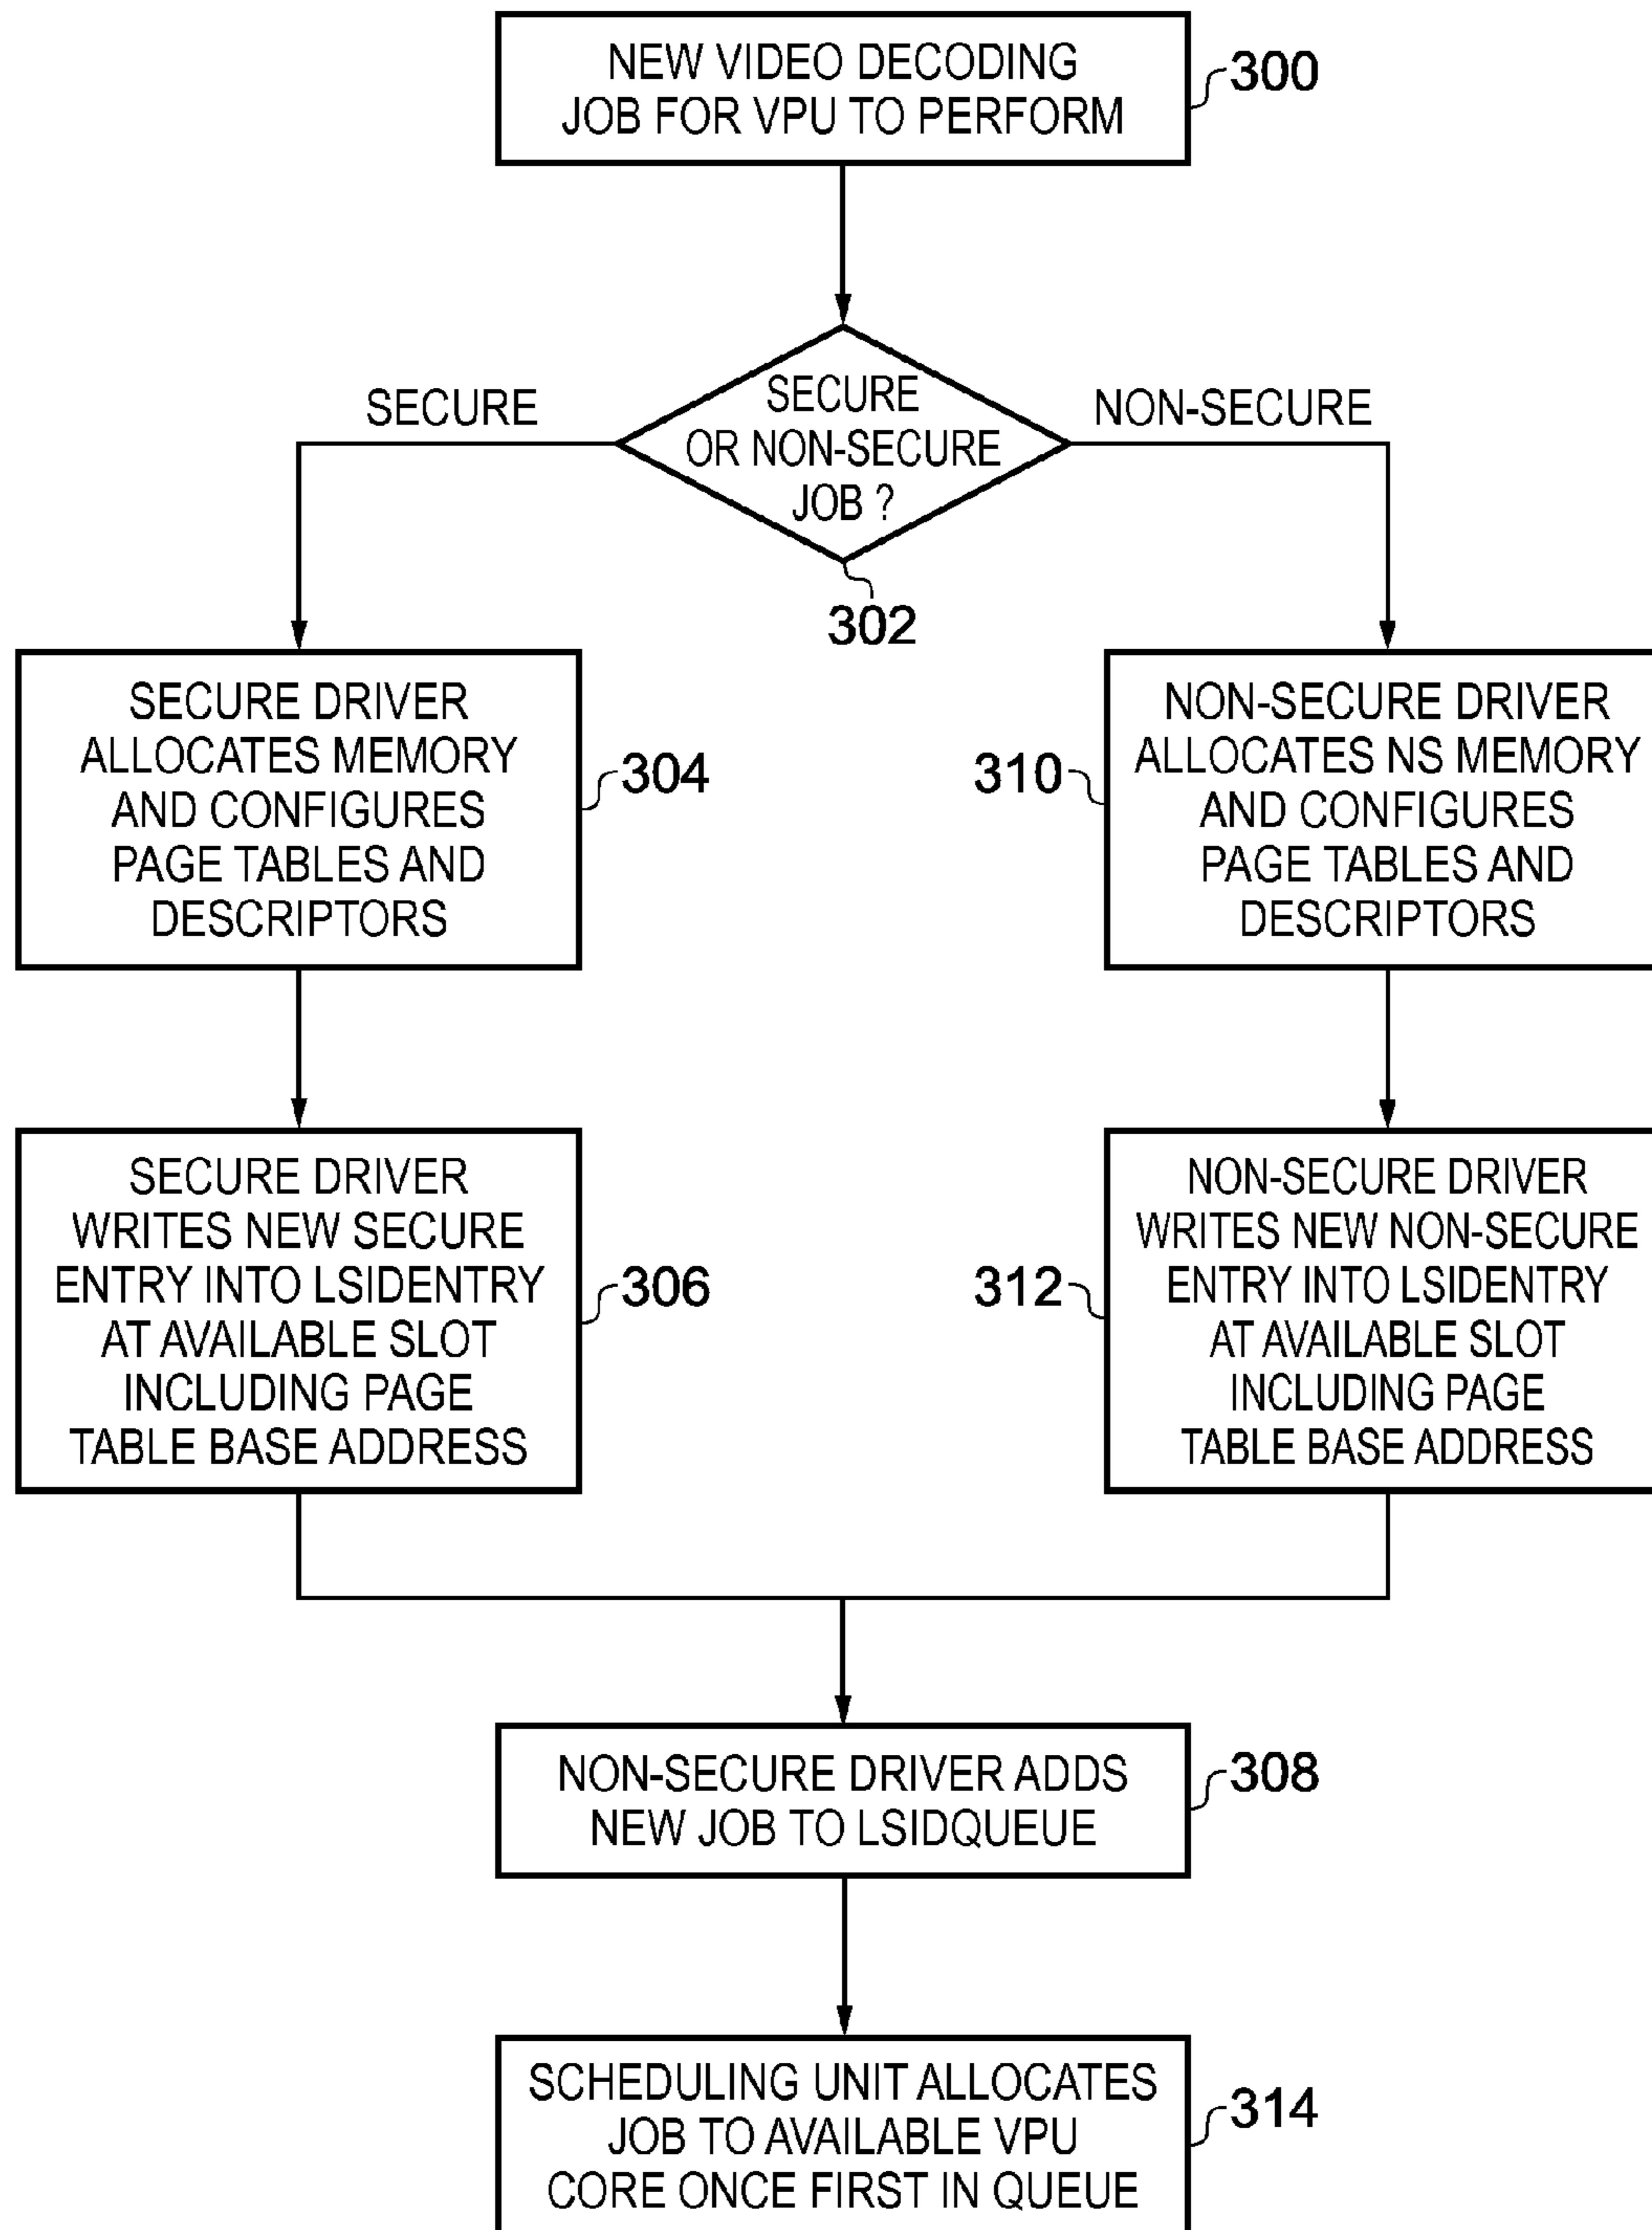 NEW VIDEO DECODING
JOB FOR VPU TO PERFORM
300
SECURE
OR NON-SECURE
JOB ?
302
SECURE
NON-SECURE
SECURE DRIVER
ALLOCATES MEMORY
AND CONFIGURES
PAGE TABLES AND
DESCRIPTORS
304
310
NON-SECURE DRIVER
ALLOCATES NS MEMORY
AND CONFIGURES
PAGE TABLES AND
DESCRIPTORS
SECURE DRIVER
WRITES NEW SECURE
ENTRY INTO LSIDENTRY
AT AVAILABLE SLOT
INCLUDING PAGE
TABLE BASE ADDRESS
306
312
NON-SECURE DRIVER
WRITES NEW NON-SECURE
ENTRY INTO LSIDENTRY
AT AVAILABLE SLOT
INCLUDING PAGE
TABLE BASE ADDRESS
NON-SECURE DRIVER ADDS
NEW JOB TO LSIDQUEUE
308
SCHEDULING UNIT ALLOCATES
JOB TO AVAILABLE VPU
CORE ONCE FIRST IN QUEUE
314